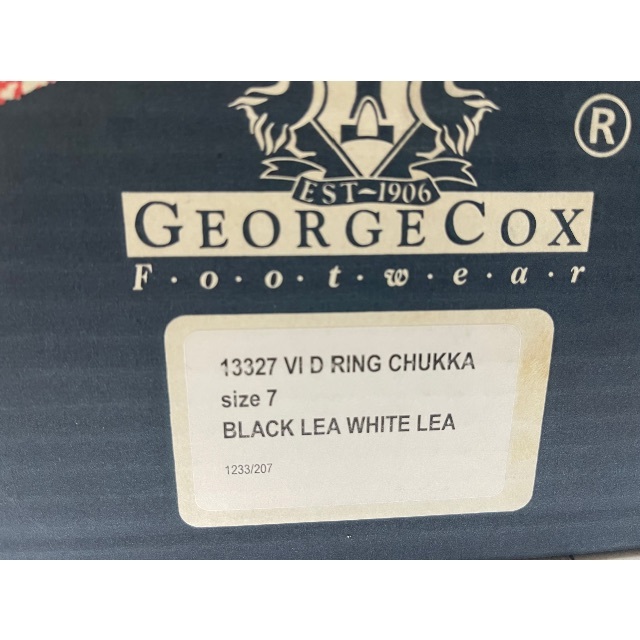 ®
EST~1906
GEORGE COX
F·o·o·t·w·e·a·r
13327 VI D RING CHUKKA
size 7
BLACK LEA WHITE LEA
1233/207